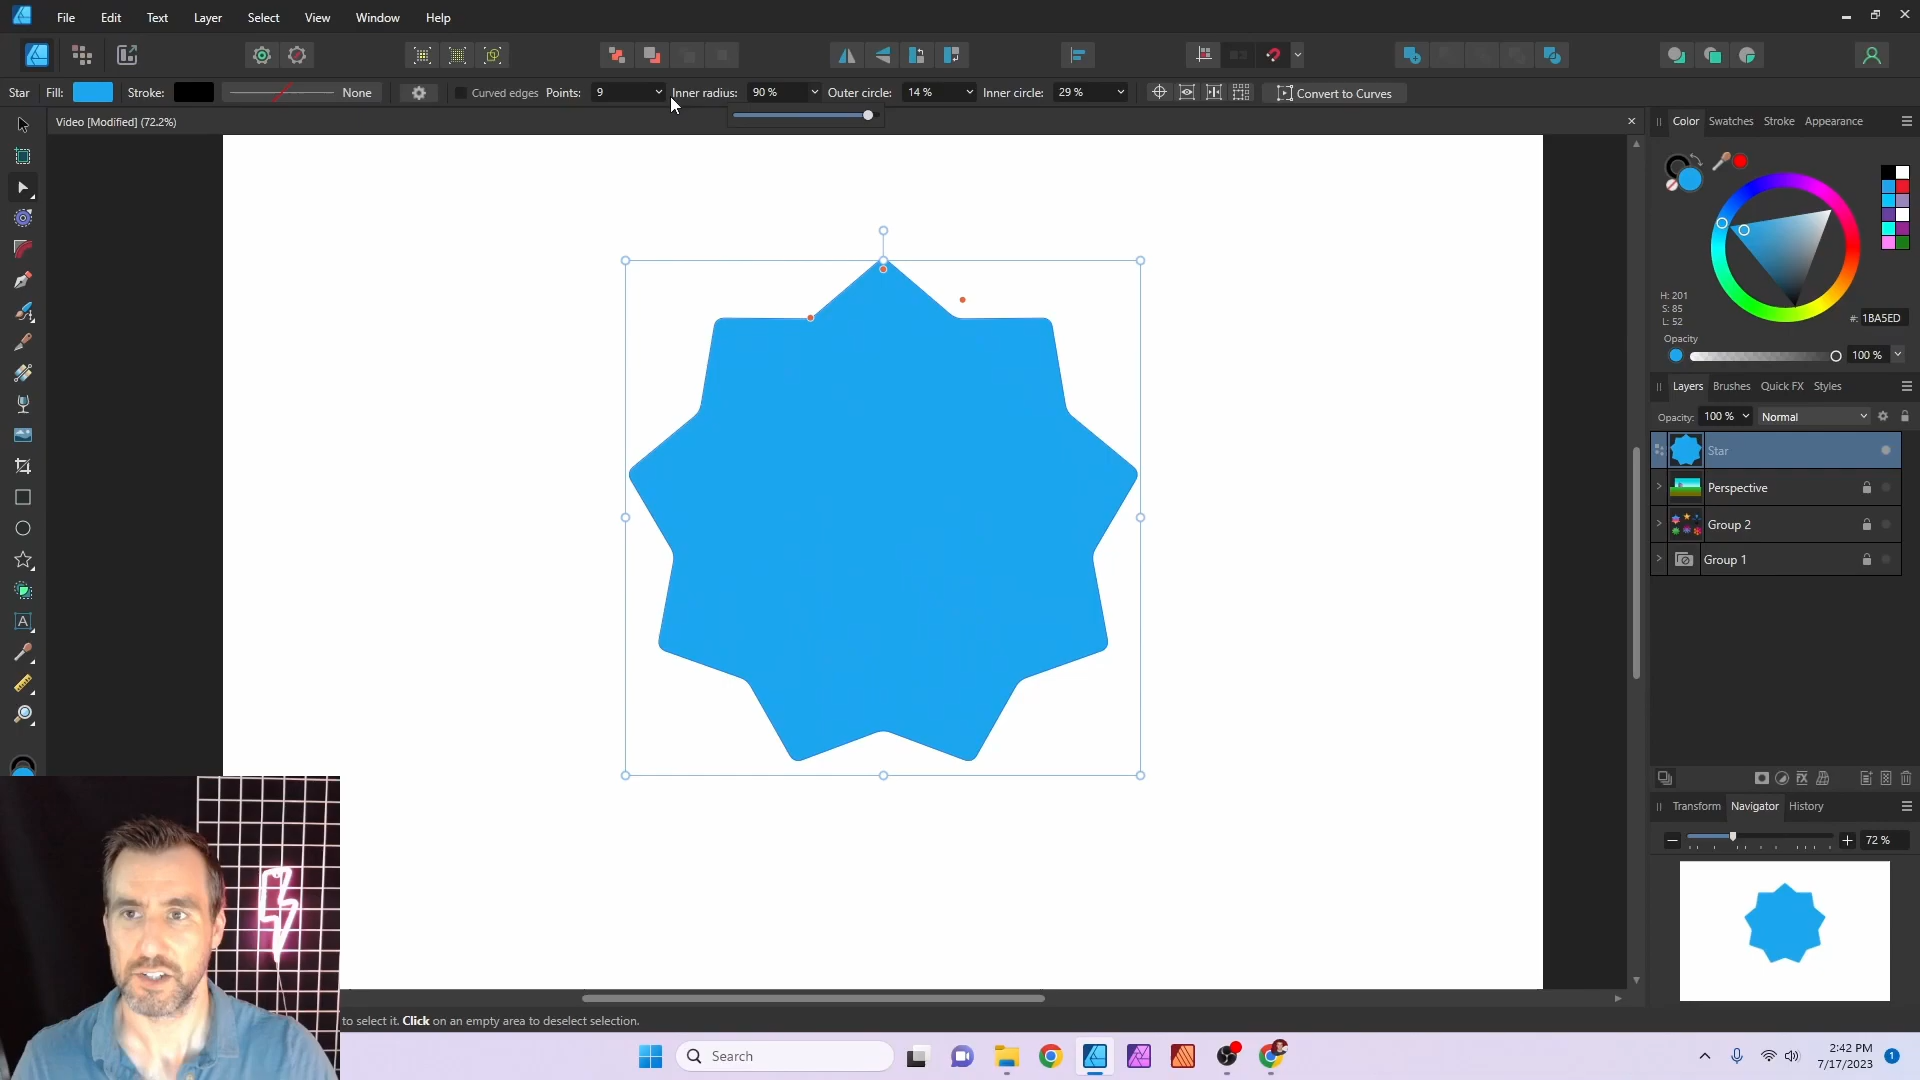 File Edit Text Layer Select View Window Help
Star Fill: Stroke: None Curved edges Points: 9 Inner radius: 90 % Outer circle: 14 % Inner circle: 29 % Convert to Curves
Video [Modified] (72.2%)
Color Swatches Stroke Appearance
H: 201
S: 85
L: 52
#: 1BA5ED
Opacity
100 %
Layers Brushes Quick FX Styles
Opacity: 100 % Normal
Star
Perspective
Group 2
Group 1
Transform Navigator History
72 %
to select it. Click on an empty area to deselect selection.
Search
2:42 PM
7/17/2023
1